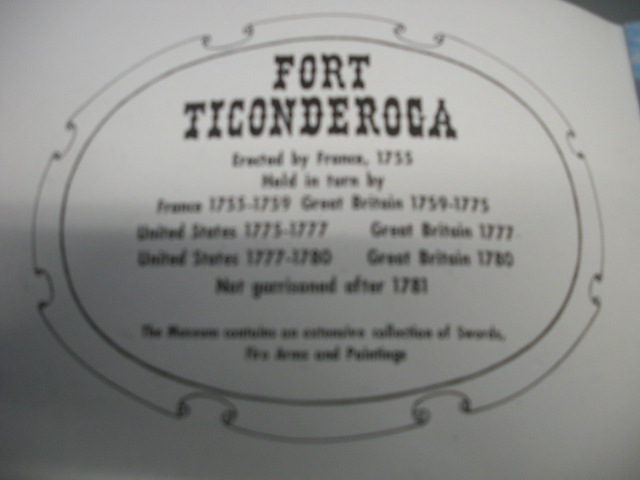 FORT
TICONDEROGA
Erected by France, 1755
Held in turn by
France 1755-1759 Great Britain 1759-1775
United States 1775-1777 Great Britain 1777
United States 1777-1780 Great Britain 1780
Not garrisoned after 1781
The Museum contains an extensive collection of Swords,
Fire Arms and Paintings